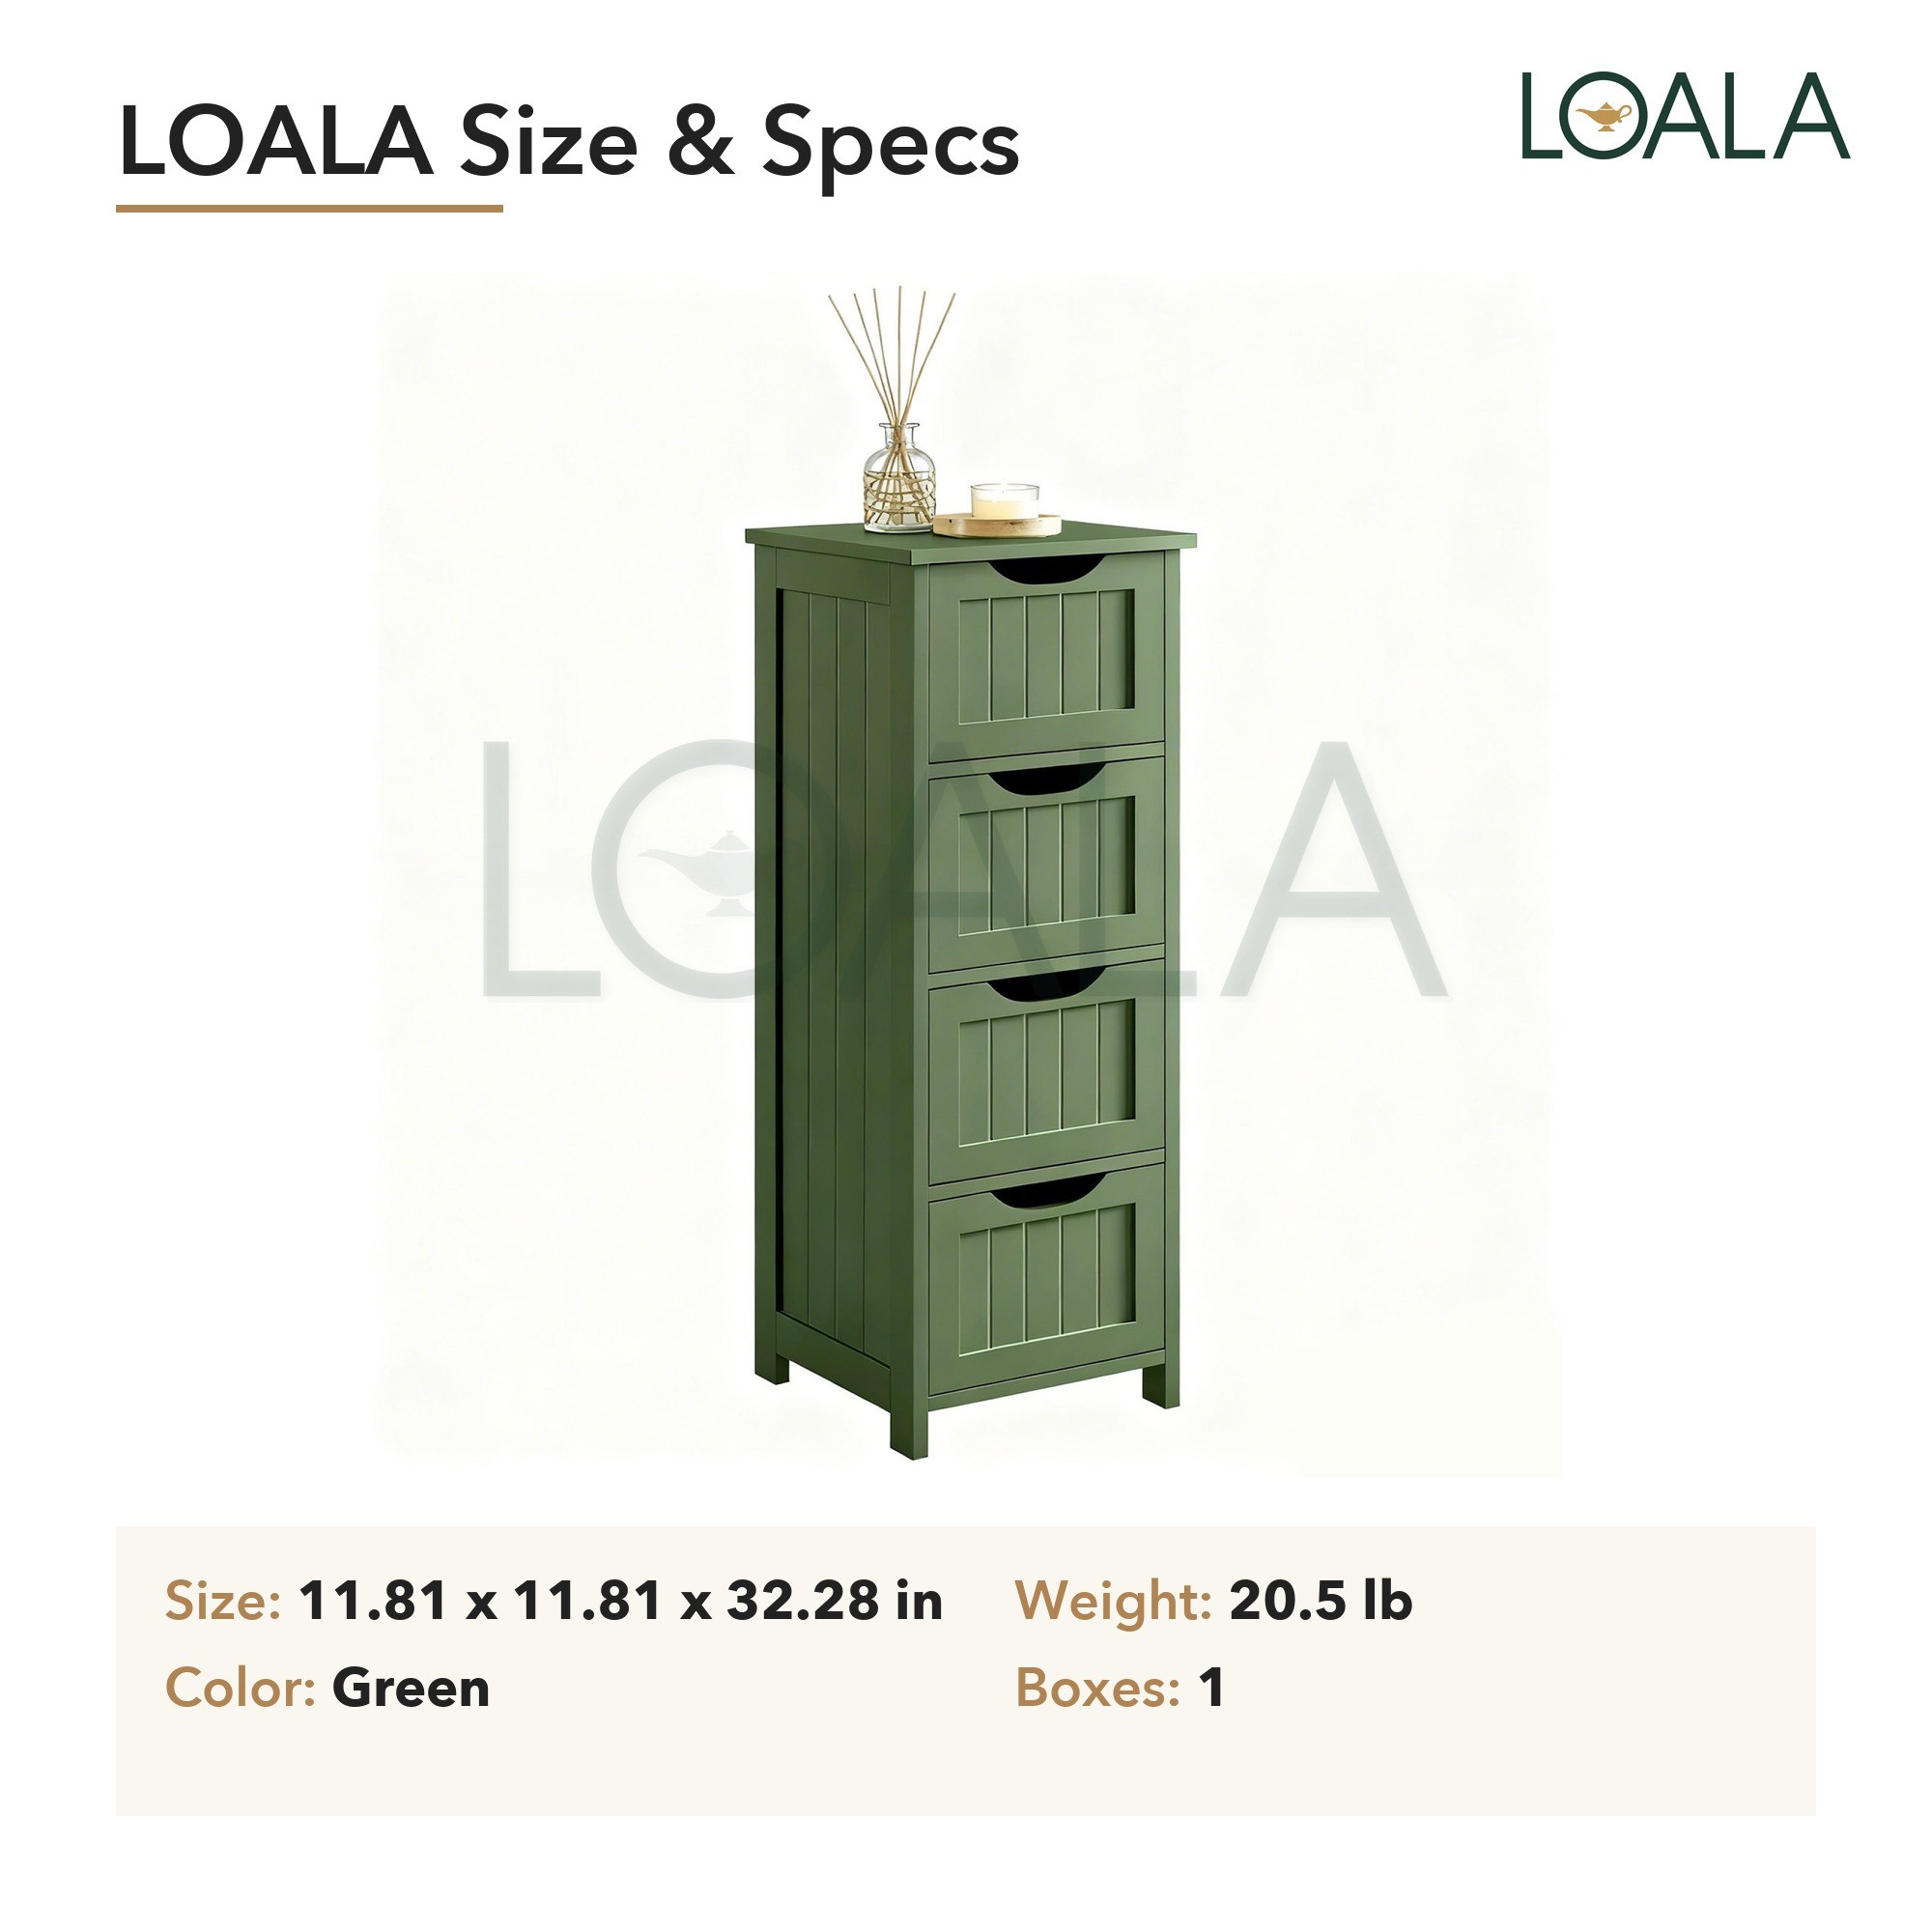 LOALA Size & Specs
LOALA
LOALA
Size: 11.81 x 11.81 x 32.28 in
Weight: 20.5 lb
Color: Green
Boxes: 1